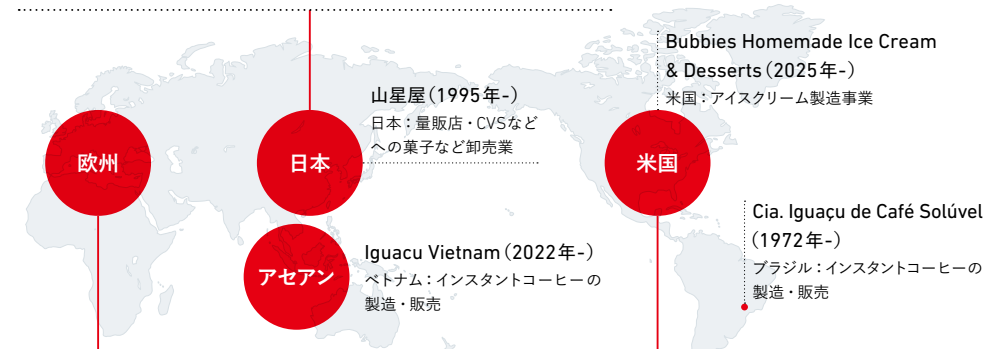 Bubbies Homemade Ice Cream
& Desserts（2025年-）
米国：アイスクリーム製造事業
山星屋（1995年-）
日本：量販店・CVSなど
への菓子など卸売業
欧州
日本
米国
Cia. Iguaçu de Café Solúvel
（1972年-）
ブラジル：インスタントコーヒーの
製造・販売
アセアン
Iguacu Vietnam（2022年-）
ベトナム：インスタントコーヒーの
製造・販売